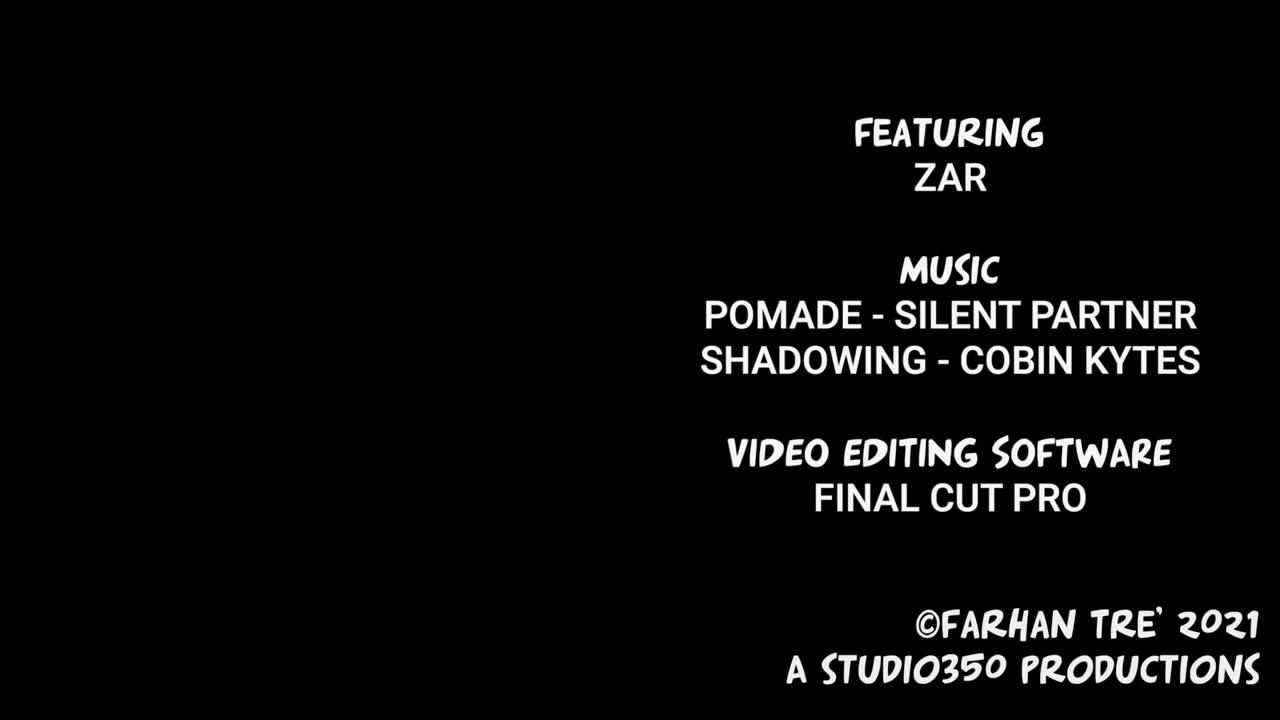 FEATURING
ZAR
MUSIC
POMADE - SILENT PARTNER
SHADOWING - COBIN KYTES
VIDEO EDITING SOFTWARE
FINAL CUT PRO
©FARHAN TRE' 2021
A STUDIO350 PRODUCTIONS